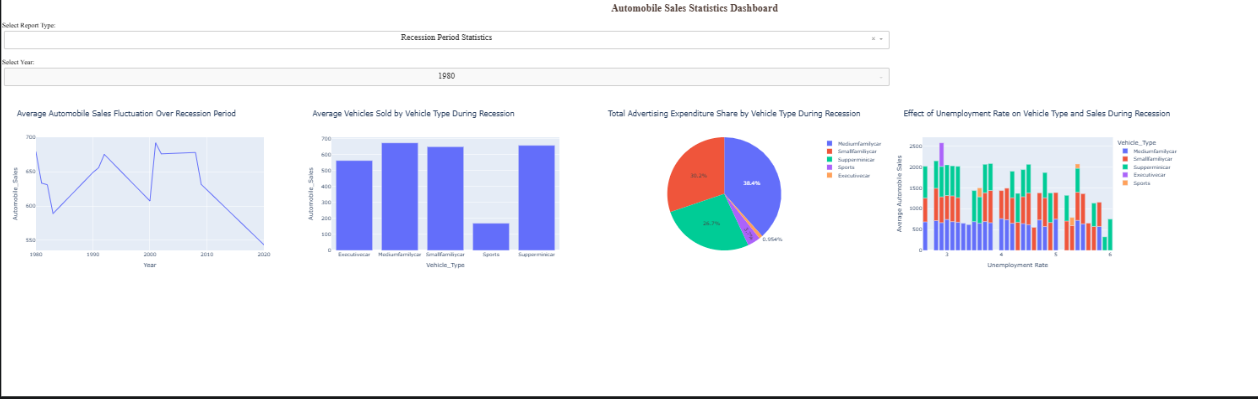 Automobile Sales Statistics Dashboard
Select Report Type:
Recession Period Statistics
Select Year:
1980
Average Automobile Sales Fluctuation Over Recession Period
700
650
600
550
Automobile_Sales
1980 1990 2000 2010 2020
Year
Average Vehicles Sold by Vehicle Type During Recession
700
600
500
400
300
200
100
0
Automobile_Sales
Executivecar Mediumfamilycar Smallfamiliycar Sports Supperminicar
Vehicle_Type
Total Advertising Expenditure Share by Vehicle Type During Recession
38.4%
30.2%
24.7%
0.954%
Mediumfamilycar
Smallfamiliycar
Supperminicar
Sports
Executivecar
Effect of Unemployment Rate on Vehicle Type and Sales During Recession
2500
2000
1500
1000
500
0
Average Automobile Sales
3 4 5 6
Unemployment Rate
Vehicle_Type
Mediumfamilycar
Smallfamiliycar
Supperminicar
Executivecar
Sports